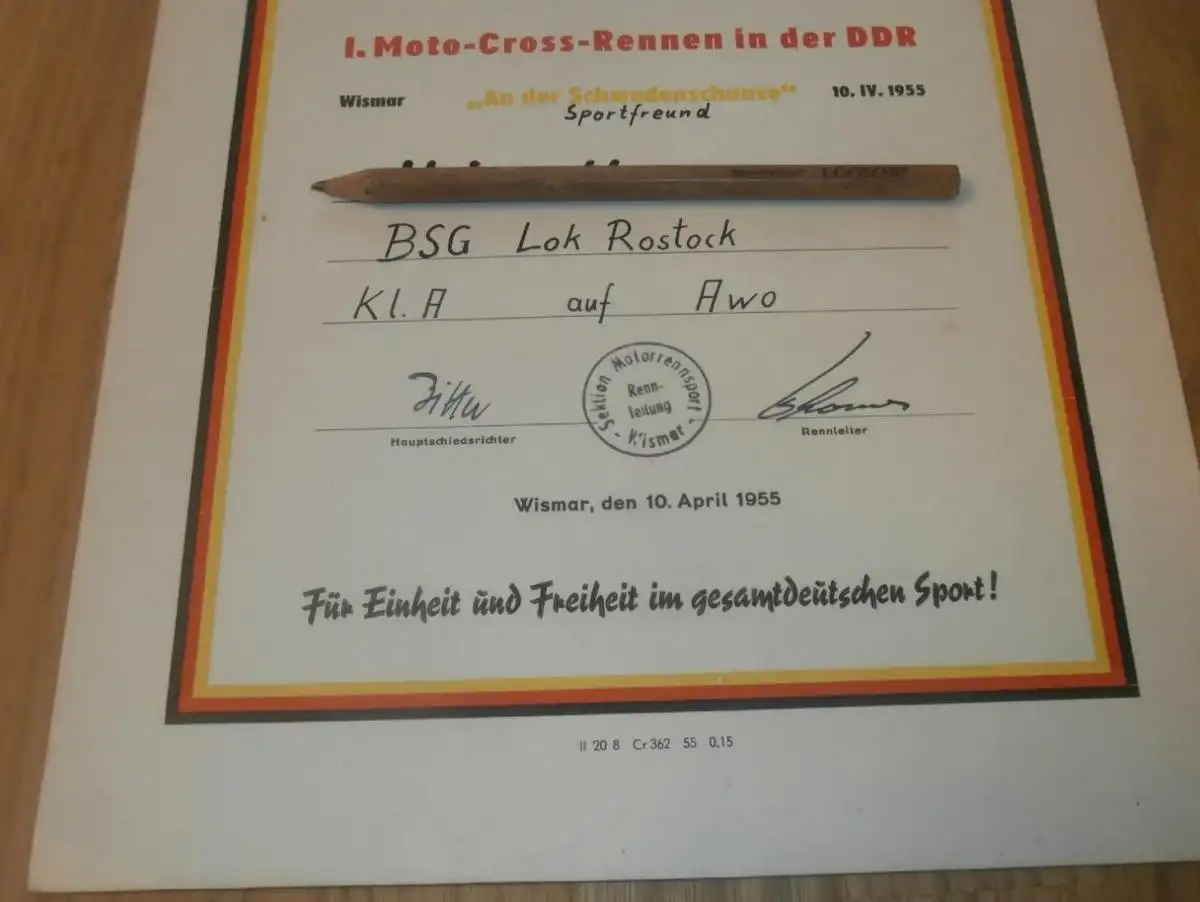 I. Moto-Cross-Rennen in der DDR
Wismar „An der Schwedenschanze“ 10. IV. 1955
Sportfreund
BSG Lok Rostock
Kl. A auf Awo
Sektion Motorrennsport - Wismar -
Renn-
leitung
Hauptschiedsrichter Rennleiter
Wismar, den 10. April 1955
Für Einheit und Freiheit im gesamtdeutschen Sport!
II 20 8 Cr 362 55 0,15